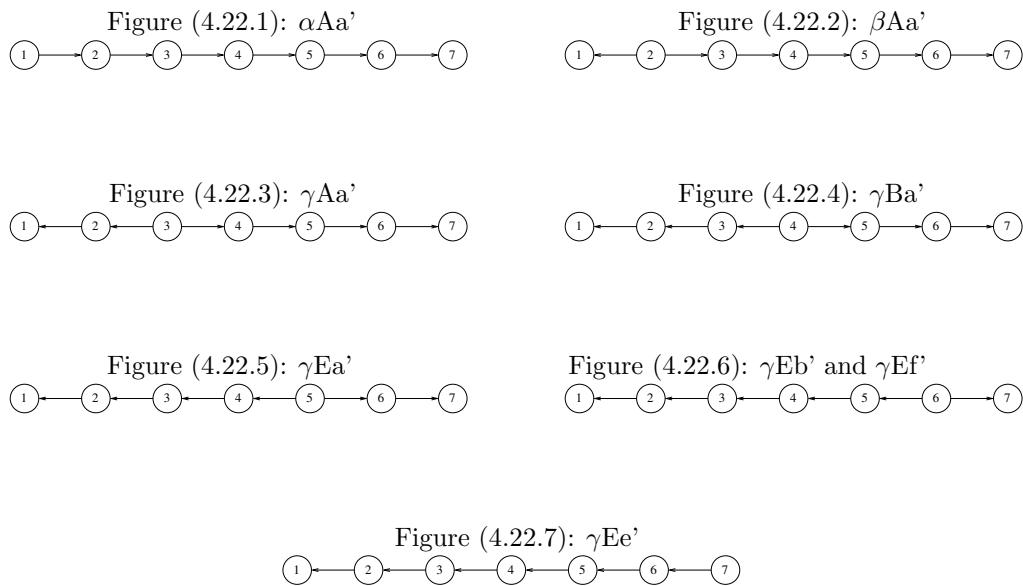 Figure (4.22.1): αAa’
1 2 3 4 5 6 7
Figure (4.22.2): βAa’
1 2 3 4 5 6 7
Figure (4.22.3): γAa’
1 2 3 4 5 6 7
Figure (4.22.4): γBa’
1 2 3 4 5 6 7
Figure (4.22.5): γEa’
1 2 3 4 5 6 7
Figure (4.22.6): γEb’ and γEf’
1 2 3 4 5 6 7
Figure (4.22.7): γEe’
1 2 3 4 5 6 7